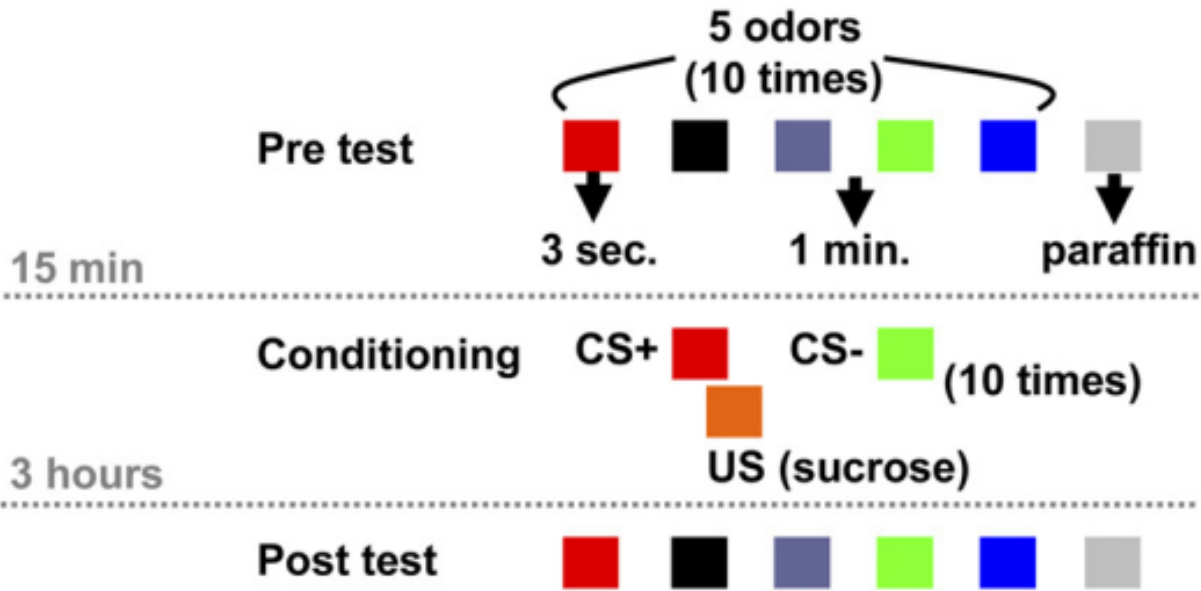 5 odors
(10 times)
Pre test
3 sec.
1 min.
paraffin
15 min
Conditioning
CS+
CS-
(10 times)
US (sucrose)
3 hours
Post test